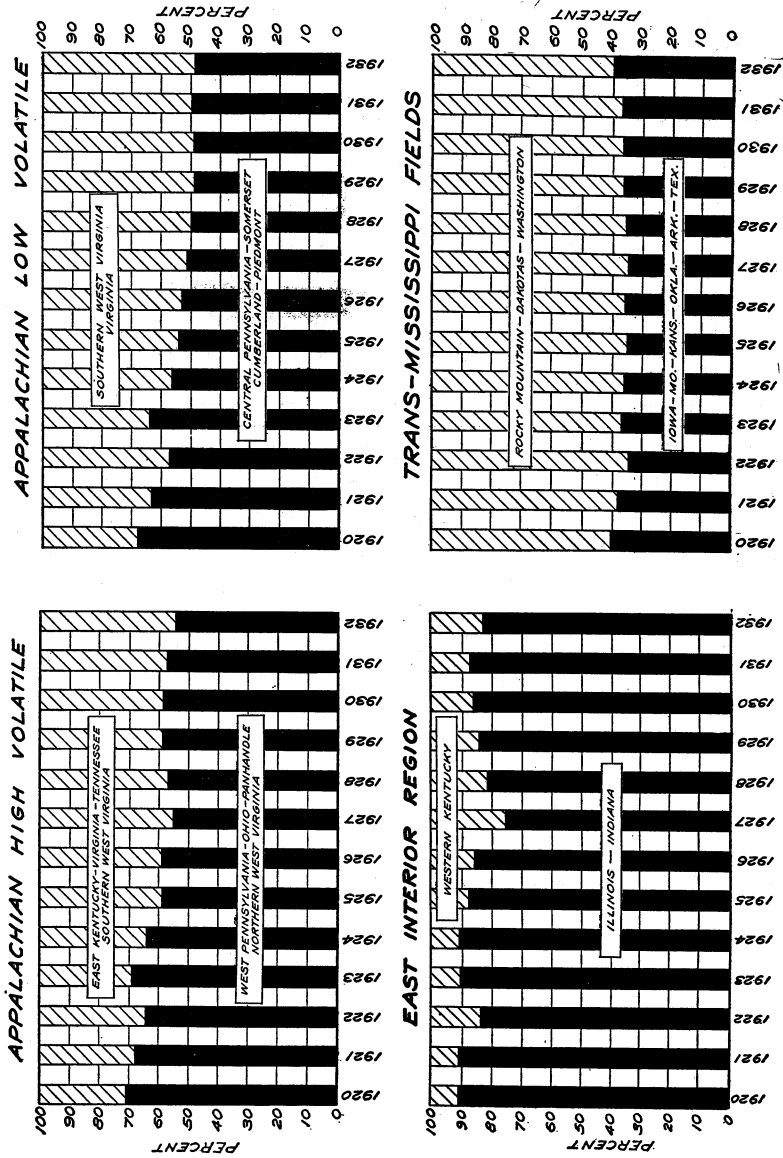 APPALACHIAN HIGH VOLATILE
PERCENT
100
90
80
70
60
50
40
30
20
10
0
EAST KENTUCKY-VIRGINIA-TENNESSEE
SOUTHERN WEST VIRGINIA
WEST PENNSYLVANIA-OHIO-PANHANDLE
NORTHERN WEST VIRGINIA
1920 1921 1922 1923 1924 1925 1926 1927 1928 1929 1930 1931 1932
APPALACHIAN LOW VOLATILE
SOUTHERN WEST VIRGINIA
VIRGINIA
CENTRAL PENNSYLVANIA-SOMERSET
CUMBERLAND-PIEDMONT
100
90
80
70
60
50
40
30
20
10
0
PERCENT
1920 1921 1922 1923 1924 1925 1926 1927 1928 1929 1930 1931 1932
EAST INTERIOR REGION
PERCENT
100
90
80
70
60
50
40
30
20
10
0
WESTERN KENTUCKY
ILLINOIS — INDIANA
1920 1921 1922 1923 1924 1925 1926 1927 1928 1929 1930 1931 1932
TRANS-MISSISSIPPI FIELDS
ROCKY MOUNTAIN-DAKOTAS-WASHINGTON
IOWA-MO.-KANS.-OKLA.-ARK.-TEX.
100
90
80
70
60
50
40
30
20
10
0
PERCENT
1920 1921 1922 1923 1924 1925 1926 1927 1928 1929 1930 1931 1932